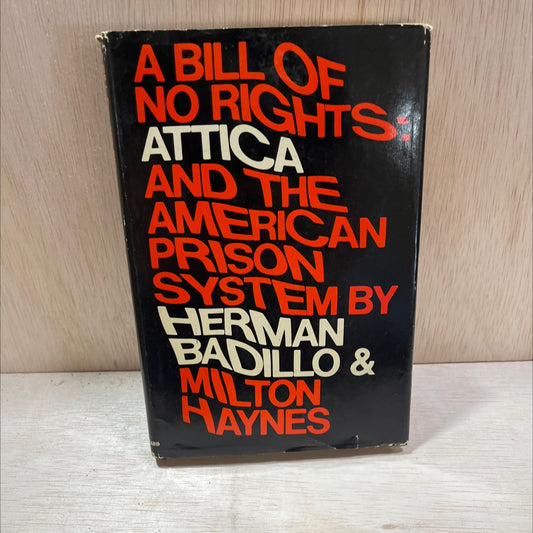 A BILL OF
NO RIGHTS:
ATTICA
AND THE
AMERICAN
PRISON
SYSTEM BY
HERMAN
BADILLO &
MILTON
HAYNES